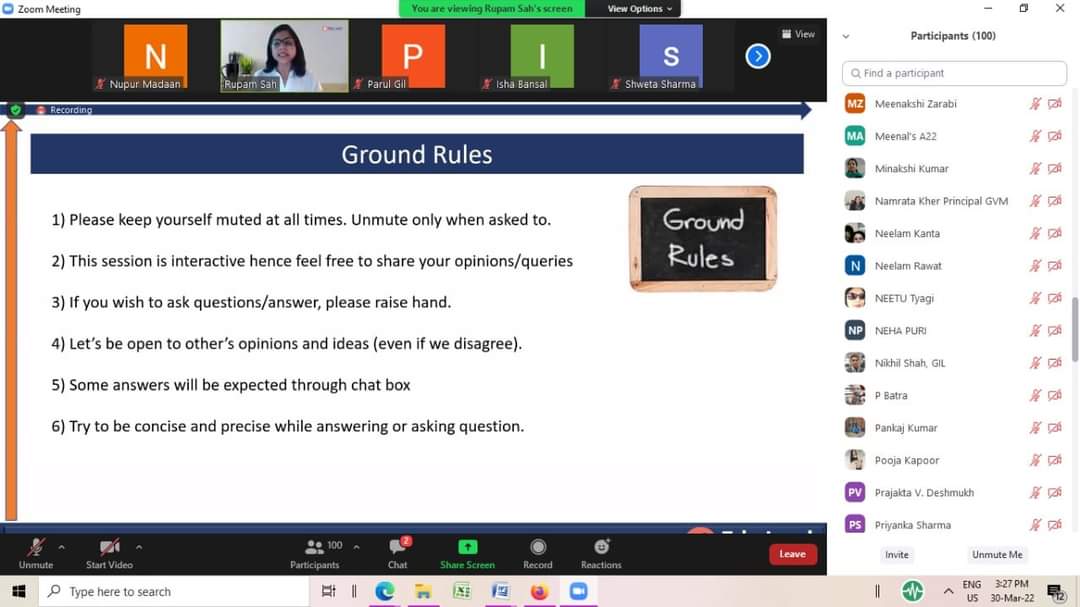 Zoom Meeting
You are viewing Rupam Sah's screen
View Options
N
P
I
S
View
Nupur Madaan
Rupam Sah
Parul Gil
Isha Bansal
Shweta Sharma
Recording
Ground Rules
Ground
Rules
1) Please keep yourself muted at all times. Unmute only when asked to.
2) This session is interactive hence feel free to share your opinions/queries
3) If you wish to ask questions/answer, please raise hand.
4) Let's be open to other's opinions and ideas (even if we disagree).
5) Some answers will be expected through chat box
6) Try to be concise and precise while answering or asking question.
Participants (100)
Find a participant
MZ Meenakshi Zarabi
MA Meenal's A22
Minakshi Kumar
Namrata Kher Principal GVM
Neelam Kanta
N Neelam Rawat
NEETU Tyagi
NP NEHA PURI
Nikhil Shah, GIL
P Batra
Pankaj Kumar
Pooja Kapoor
PV Prajakta V. Deshmukh
PS Priyanka Sharma
Invite
Unmute Me
Unmute
Start Video
100
Participants
2
Chat
Share Screen
Record
Reactions
Leave
Type here to search
ENG
US
3:27 PM
30-Mar-22
12